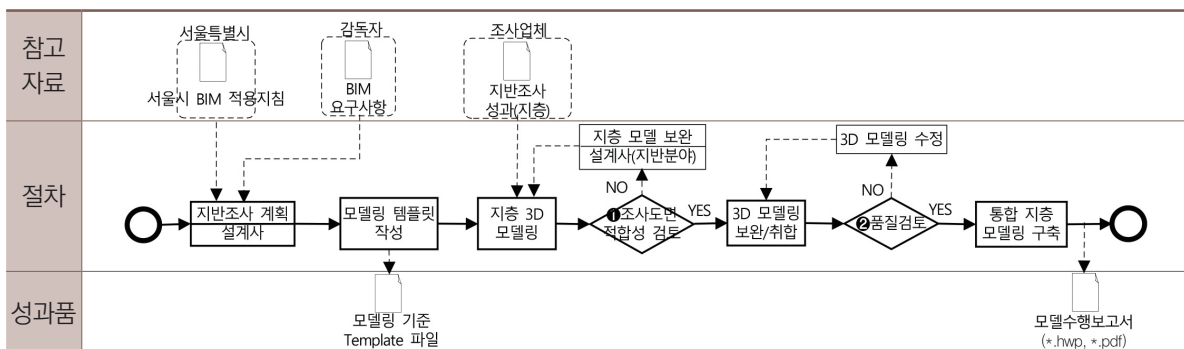 참고
자료
서울특별시
서울시 BIM 적용지침
감독자
BIM
요구사항
조사업체
지반조사
성과(지층)
절차
지반조사 계획
설계사
모델링 템플릿
작성
지층 3D
모델링
지층 모델 보완
설계사(지반분야)
NO
❶조사도면
적합성 검토
YES
3D 모델링
보완/취합
3D 모델링 수정
NO
❷품질검토
YES
통합 지층
모델링 구축
성과품
모델링 기준
Template 파일
모델수행보고서
(*.hwp, *.pdf)